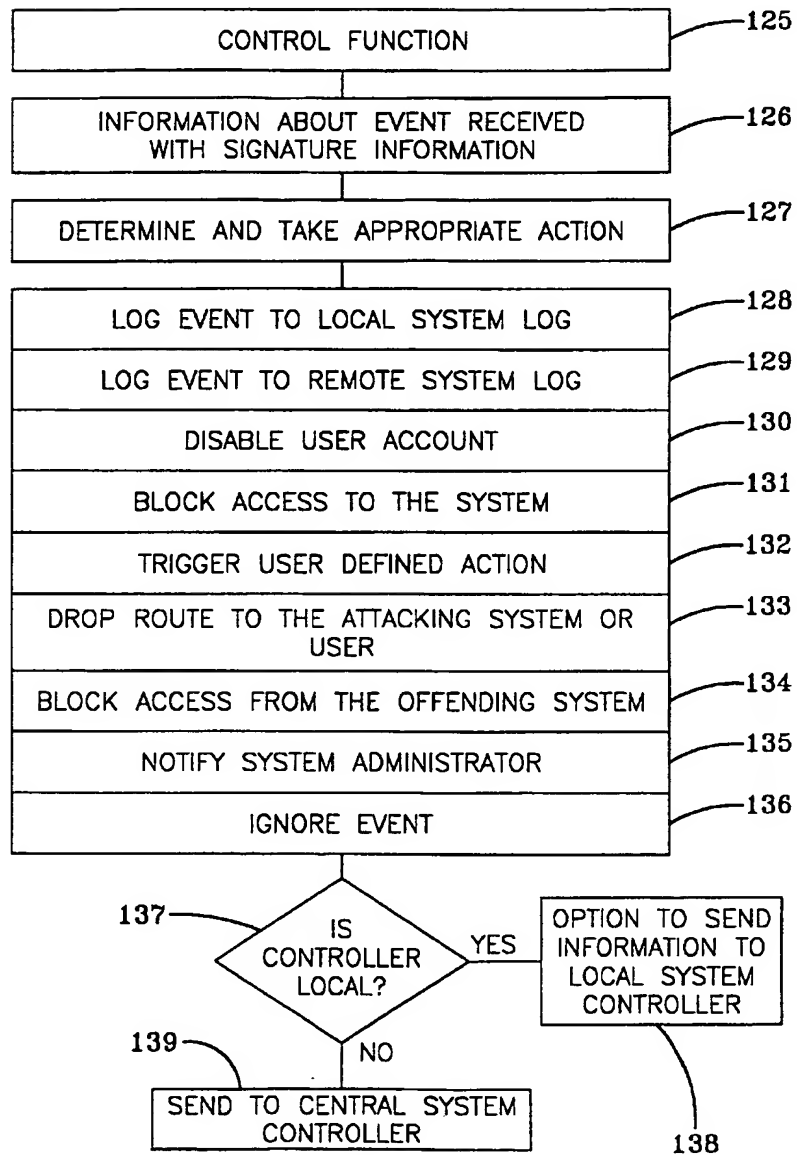 CONTROL FUNCTION
125
INFORMATION ABOUT EVENT RECEIVED
WITH SIGNATURE INFORMATION
126
DETERMINE AND TAKE APPROPRIATE ACTION
127
LOG EVENT TO LOCAL SYSTEM LOG
128
LOG EVENT TO REMOTE SYSTEM LOG
129
DISABLE USER ACCOUNT
130
BLOCK ACCESS TO THE SYSTEM
131
TRIGGER USER DEFINED ACTION
132
DROP ROUTE TO THE ATTACKING SYSTEM OR
USER
133
BLOCK ACCESS FROM THE OFFENDING SYSTEM
134
NOTIFY SYSTEM ADMINISTRATOR
135
IGNORE EVENT
136
137
IS
CONTROLLER
LOCAL?
YES
OPTION TO SEND
INFORMATION TO
LOCAL SYSTEM
CONTROLLER
138
NO
139
SEND TO CENTRAL SYSTEM
CONTROLLER